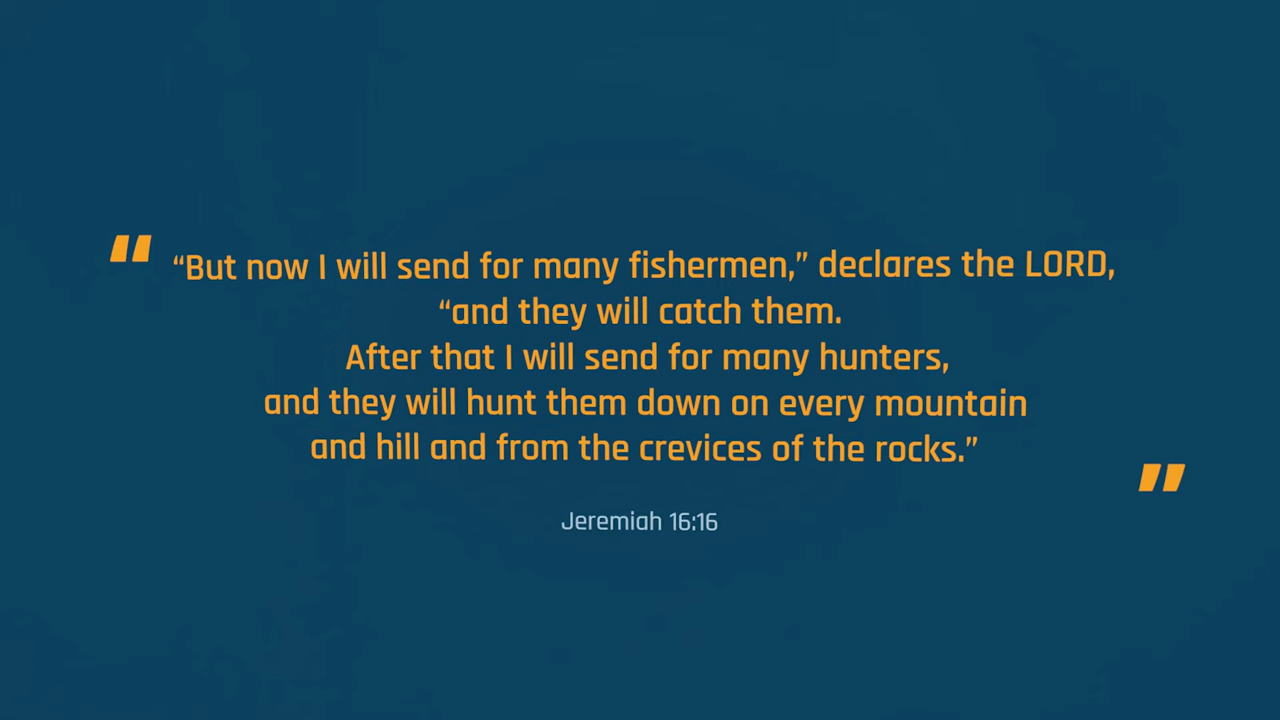 “But now I will send for many fishermen,” declares the LORD,
“and they will catch them.
After that I will send for many hunters,
and they will hunt them down on every mountain
and hill and from the crevices of the rocks.”
Jeremiah 16:16